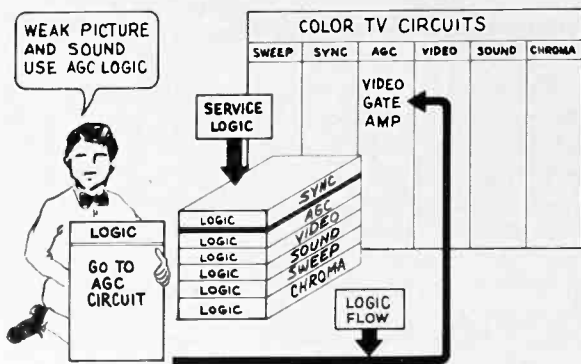 WEAK PICTURE
AND SOUND
USE AGC LOGIC
COLOR TV CIRCUITS
SWEEP SYNC AGC VIDEO SOUND CHROMA
VIDEO
GATE
AMP
SERVICE
LOGIC
LOGIC SYNC
LOGIC AGC
LOGIC VIDEO
LOGIC SOUND
LOGIC SWEEP
LOGIC CHROMA
LOGIC
GO TO
AGC
CIRCUIT
LOGIC
FLOW